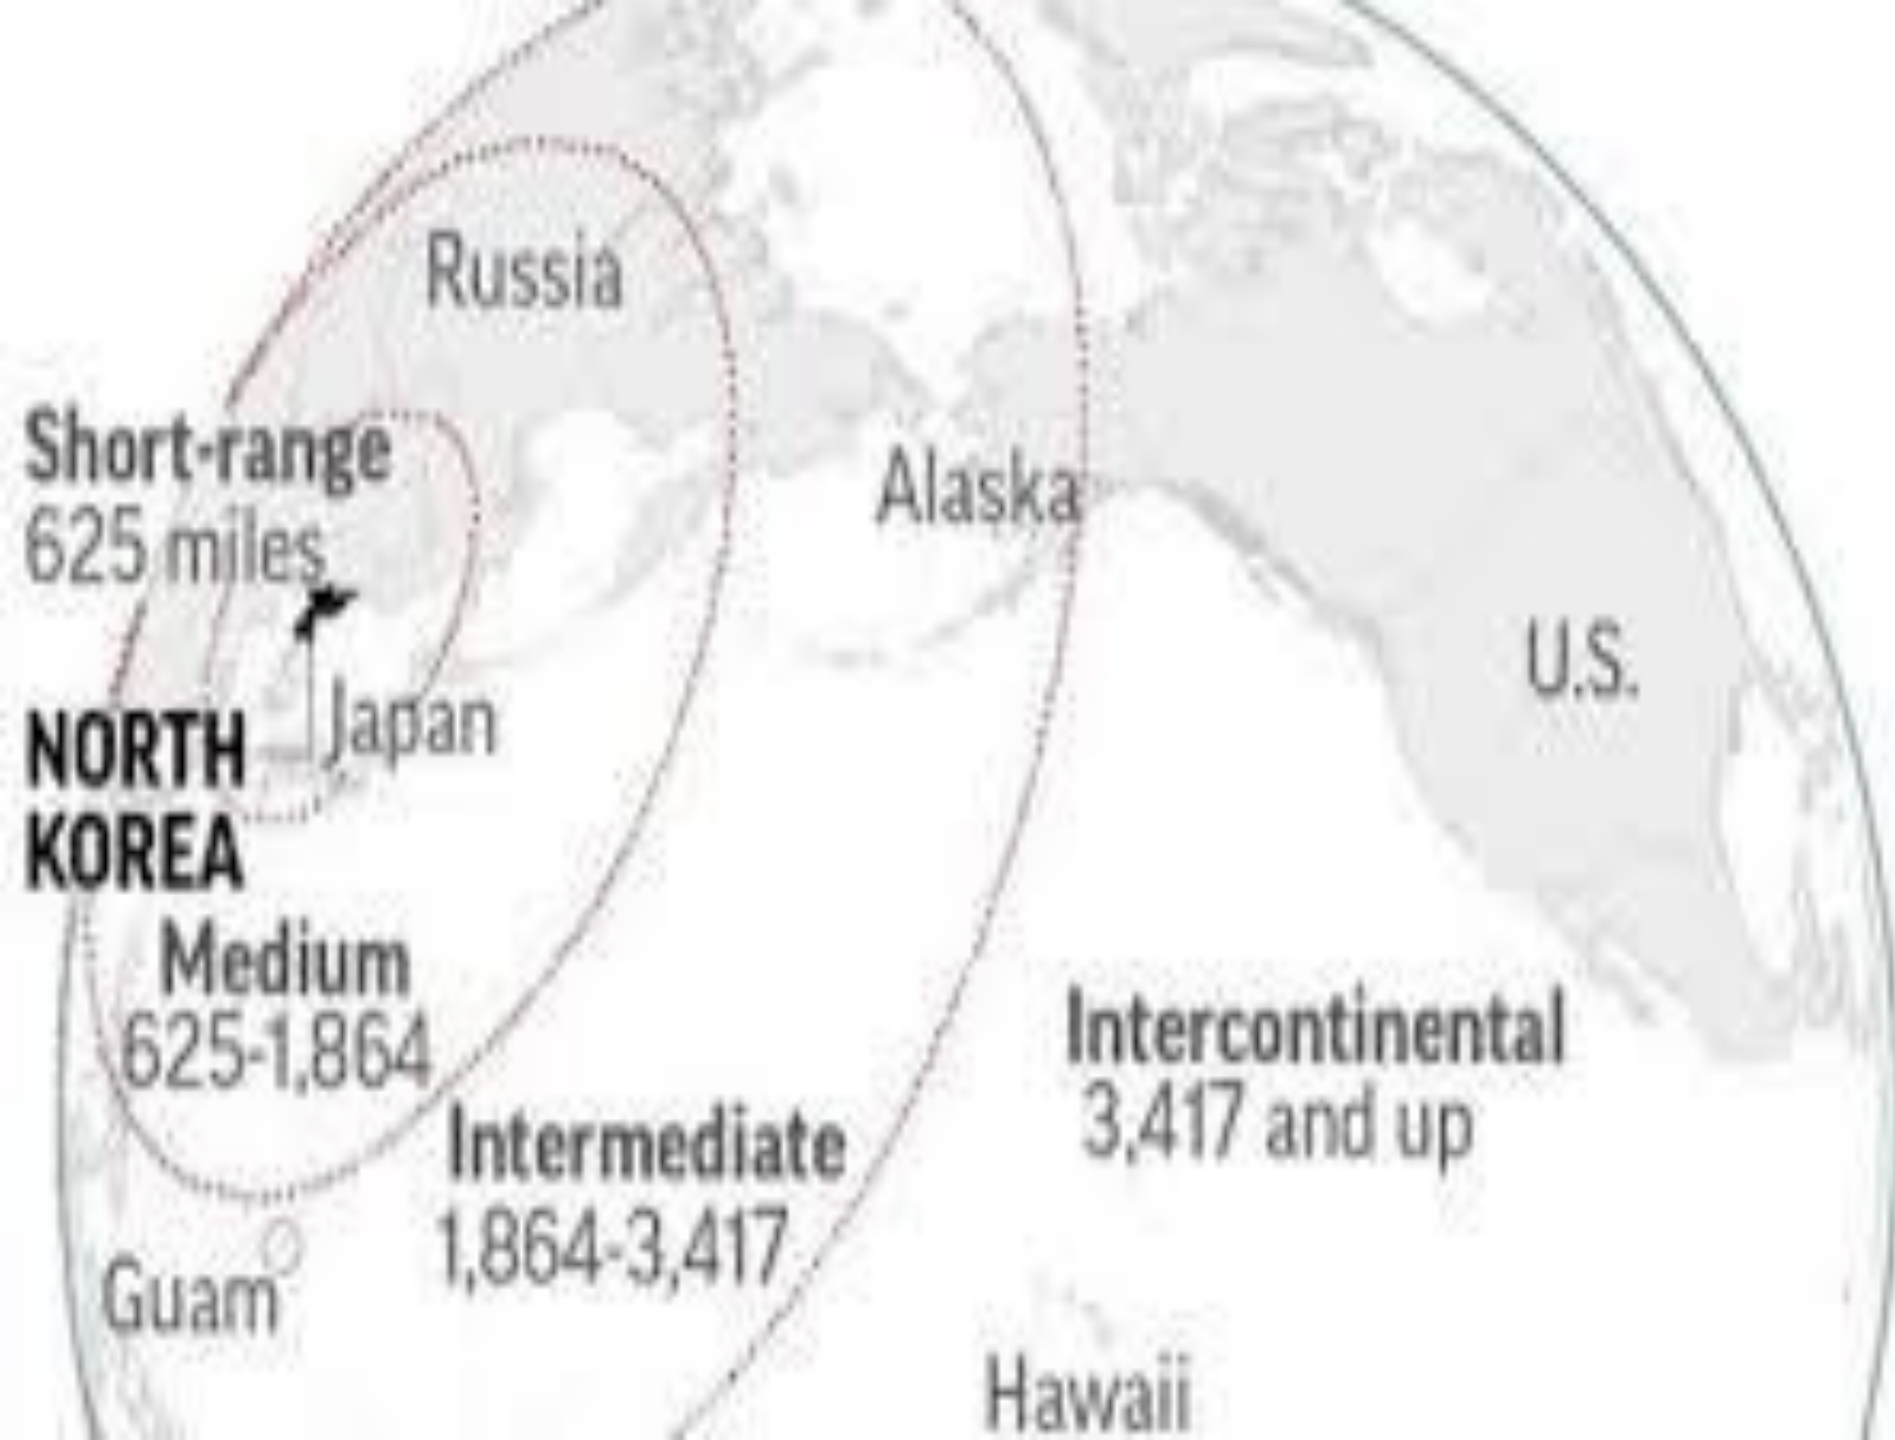 Russia
Short-range
625 miles
Alaska
U.S.
Japan
NORTH
KOREA
Medium
625-1,864
Intercontinental
3,417 and up
Intermediate
1,864-3,417
Guam
Hawaii